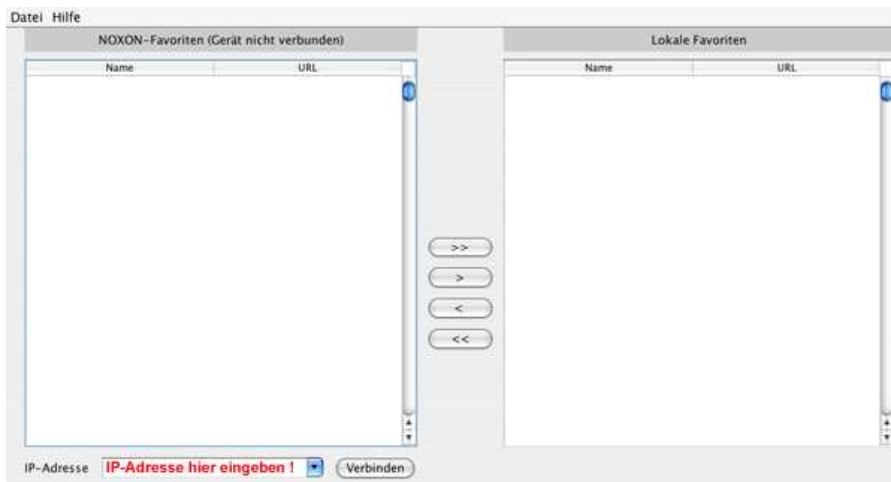 Datei Hilfe
NOXON-Favoriten (Gerät nicht verbunden)
Lokale Favoriten
Name URL
Name URL
>>
>
<
<<
IP-Adresse IP-Adresse hier eingeben ! Verbinden